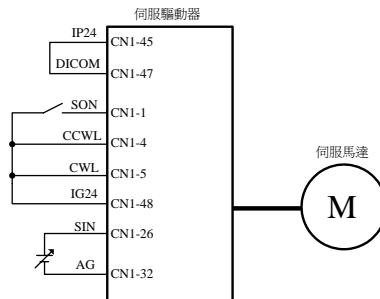 伺服驅動器
IP24 CN1-45
DICOM CN1-47
SON CN1-1
CCWL CN1-4
CWL CN1-5
IG24 CN1-48
SIN CN1-26
AG CN1-32
伺服馬達
M